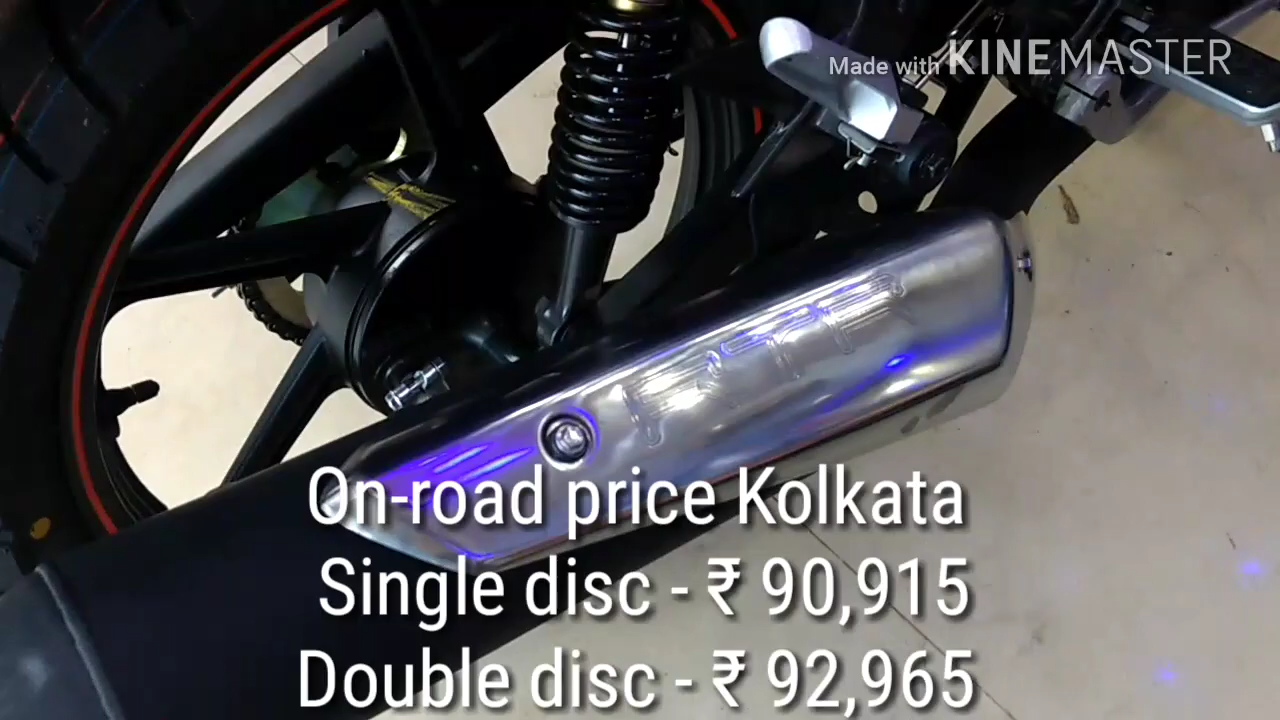 Made with KINEMASTER
On-road price Kolkata
Single disc - ₹ 90,915
Double disc - ₹ 92,965